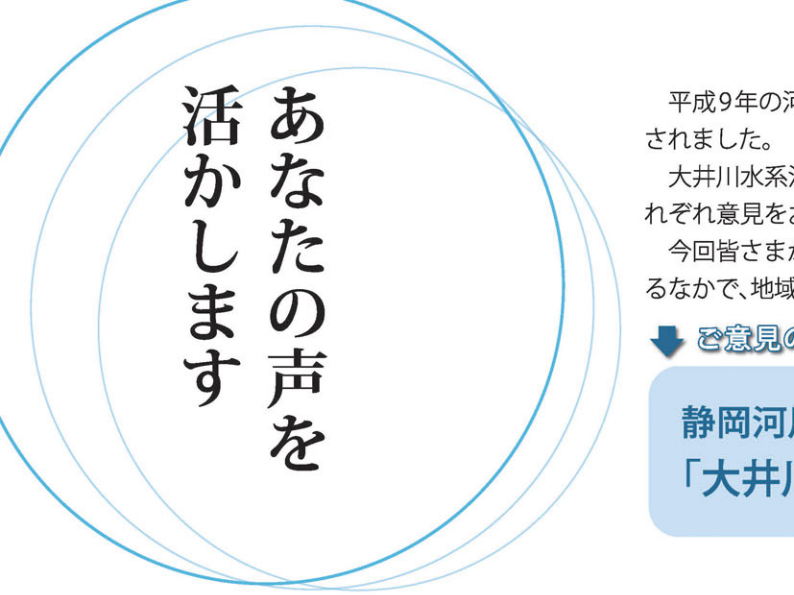 あなたの声を
活かします
平成9年の
されました。
大井川水系
れぞれ意見を
今回皆さま
るなかで、地域
ご意見の
静岡河
「大井